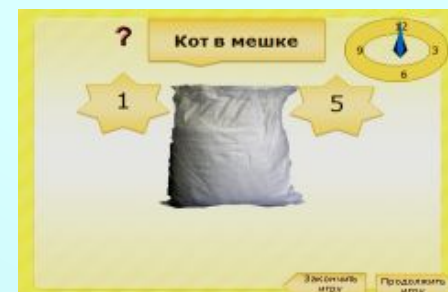 ?
Кот в мешке
12
9
3
6
1
5
Закончить
игру
Продолжить
игру